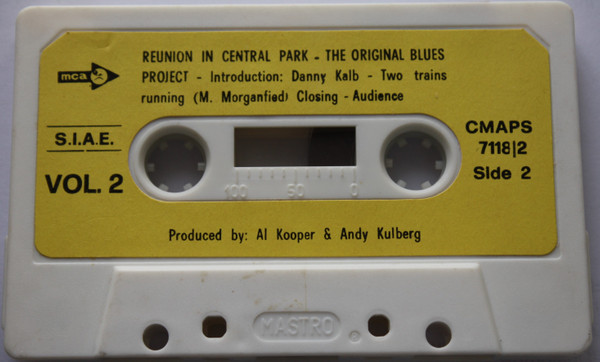 REUNION IN CENTRAL PARK - THE ORIGINAL BLUES
PROJECT - Introduction: Danny Kalb - Two trains
running (M. Morganfied) Closing - Audience
mca
S.I.A.E.
VOL. 2
CMAPS
7118|2
Side 2
100 50 0
Produced by: Al Kooper & Andy Kulberg
MASTRO ®